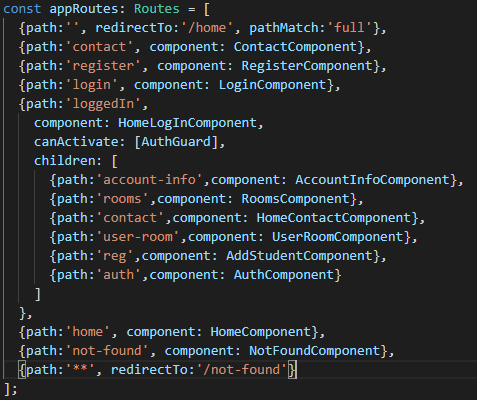 const appRoutes: Routes = [
  {path:'', redirectTo:'/home', pathMatch:'full'},
  {path:'contact', component: ContactComponent},
  {path:'register', component: RegisterComponent},
  {path:'login', component: LoginComponent},
  {path:'loggedIn',
    component: HomeLogInComponent,
    canActivate: [AuthGuard],
    children: [
      {path:'account-info',component: AccountInfoComponent},
      {path:'rooms',component: RoomsComponent},
      {path:'contact',component: HomeContactComponent},
      {path:'user-room',component: UserRoomComponent},
      {path:'reg',component: AddStudentComponent},
      {path:'auth',component: AuthComponent}
    ]
  },
  {path:'home', component: HomeComponent},
  {path:'not-found', component: NotFoundComponent},
  {path:'**', redirectTo:'/not-found'}
];